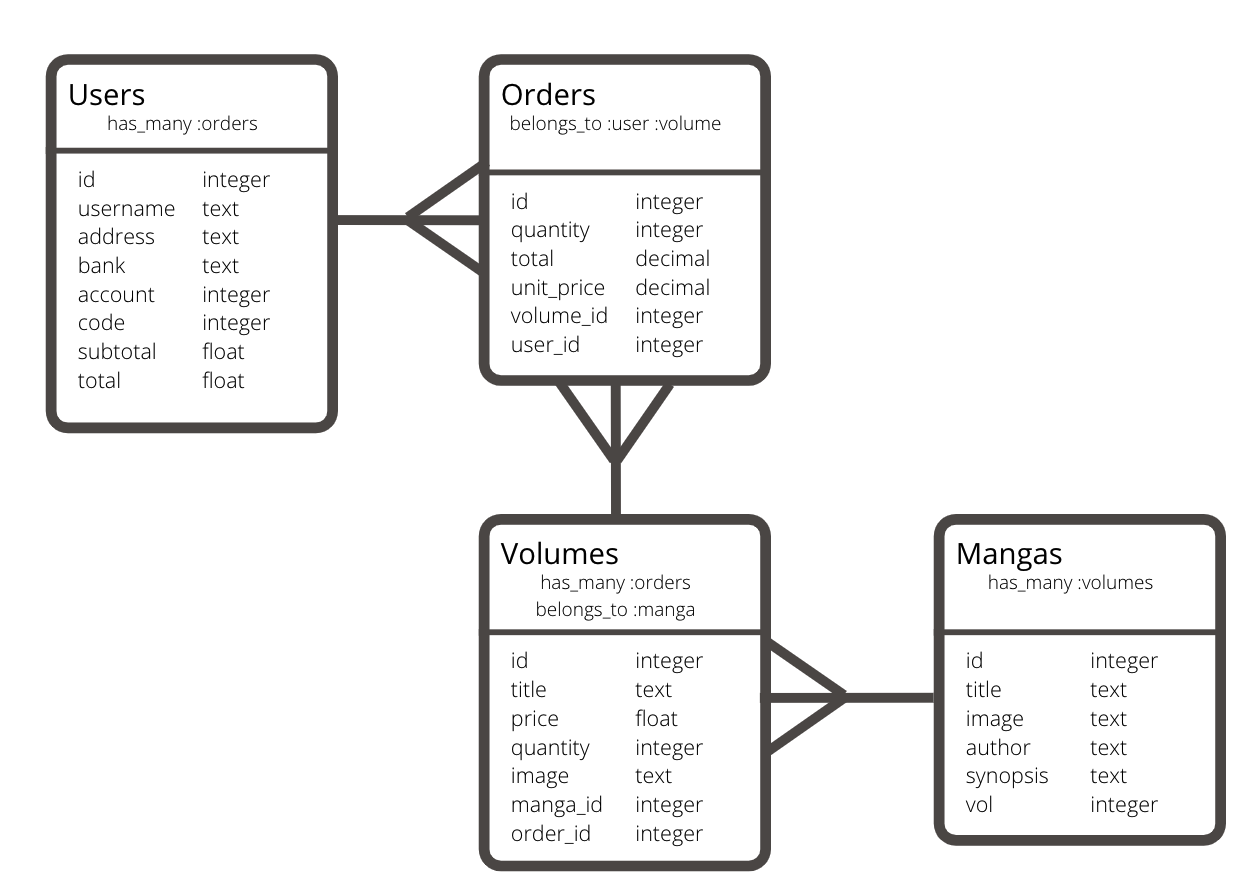 Users
has_many :orders
id integer
username text
address text
bank text
account integer
code integer
subtotal float
total float
Orders
belongs_to :user :volume
id integer
quantity integer
total decimal
unit_price decimal
volume_id integer
user_id integer
Volumes
has_many :orders
belongs_to :manga
id integer
title text
price float
quantity integer
image text
manga_id integer
order_id integer
Mangas
has_many :volumes
id integer
title text
image text
author text
synopsis text
vol integer